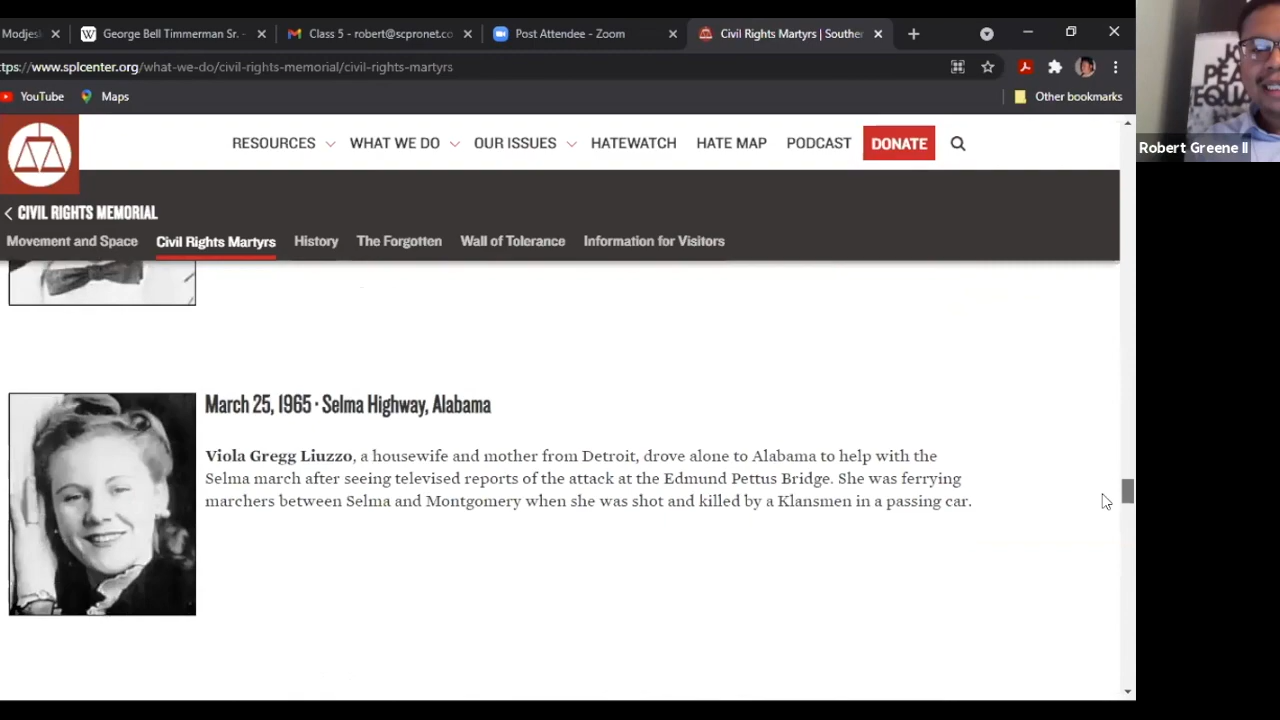 Modjesk
George Bell Timmerman Sr. -
Class 5 - robert@scpronet.co
Post Attendee - Zoom
Civil Rights Martyrs | Souther
ttps://www.splcenter.org/what-we-do/civil-rights-memorial/civil-rights-martyrs
YouTube
Maps
Other bookmarks
RESOURCES
WHAT WE DO
OUR ISSUES
HATEWATCH
HATE MAP
PODCAST
DONATE
CIVIL RIGHTS MEMORIAL
Movement and Space
Civil Rights Martyrs
History
The Forgotten
Wall of Tolerance
Information for Visitors
March 25, 1965 · Selma Highway, Alabama
Viola Gregg Liuzzo, a housewife and mother from Detroit, drove alone to Alabama to help with the
Selma march after seeing televised reports of the attack at the Edmund Pettus Bridge. She was ferrying
marchers between Selma and Montgomery when she was shot and killed by a Klansmen in a passing car.
Robert Greene II